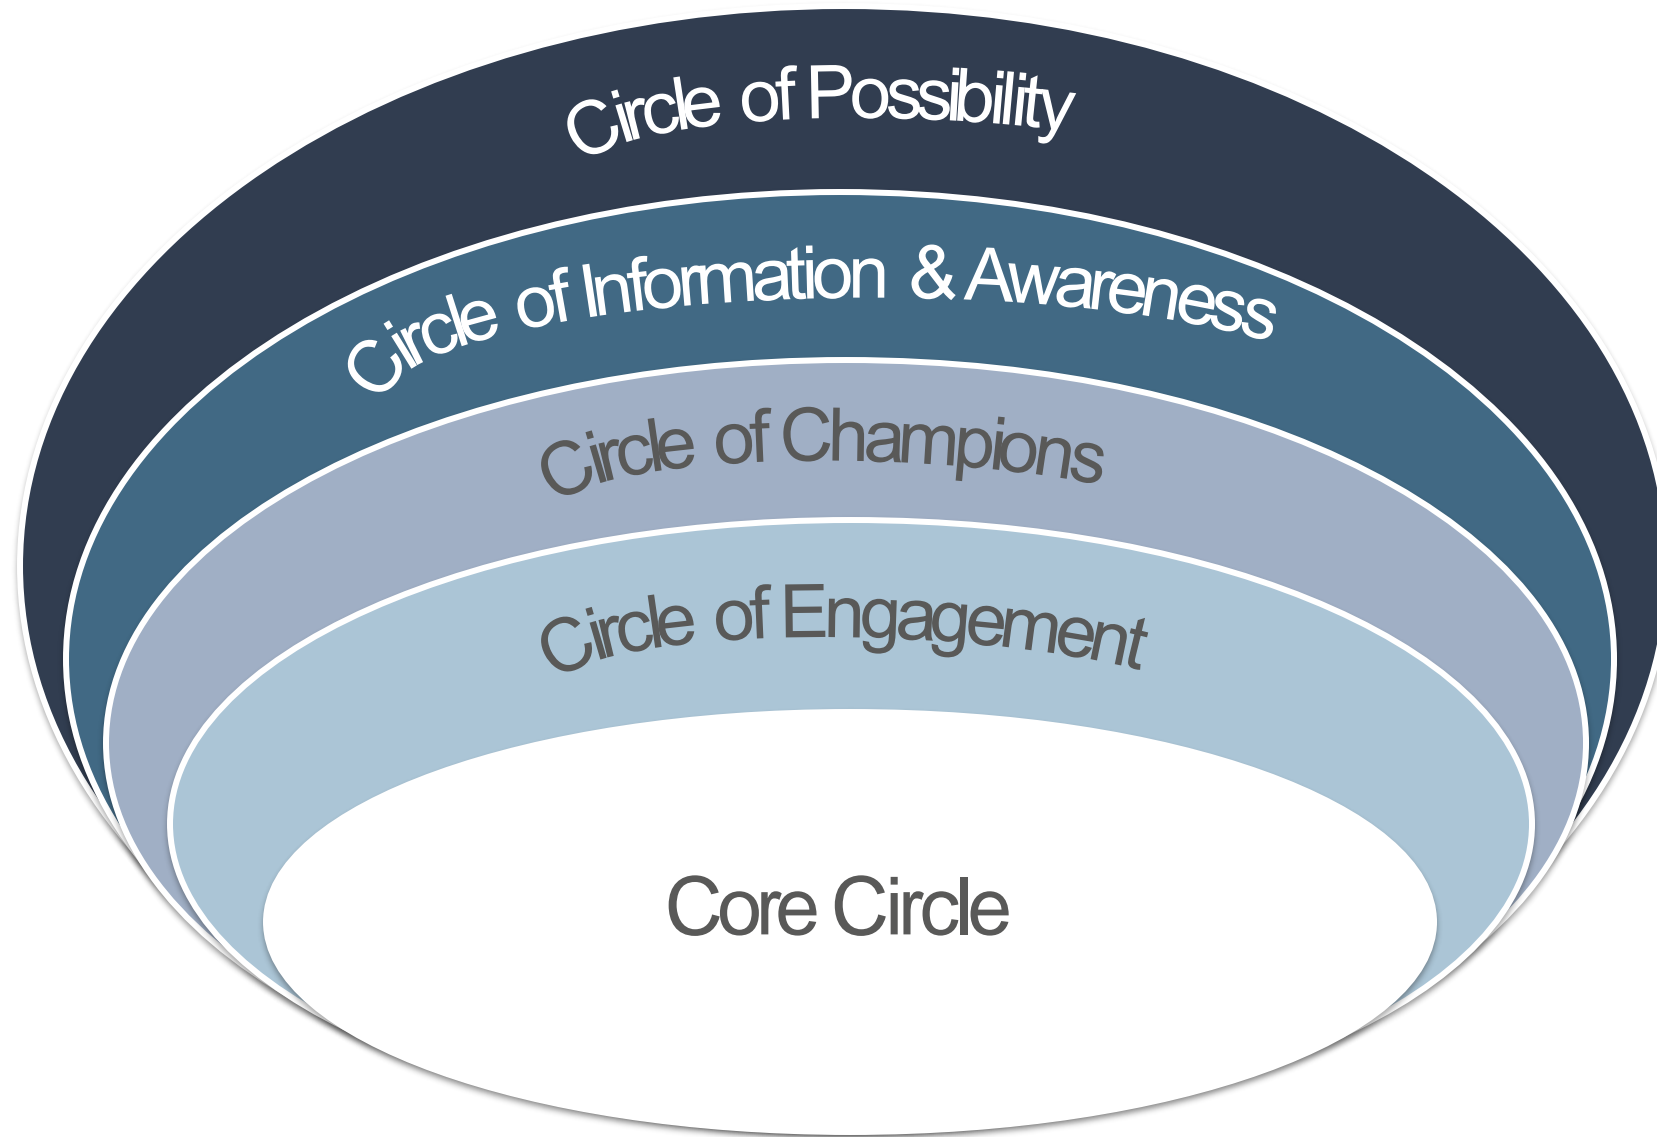 Circle of Possibility
Circle of Information & Awareness
Circle of Champions
Circle of Engagement
Core Circle